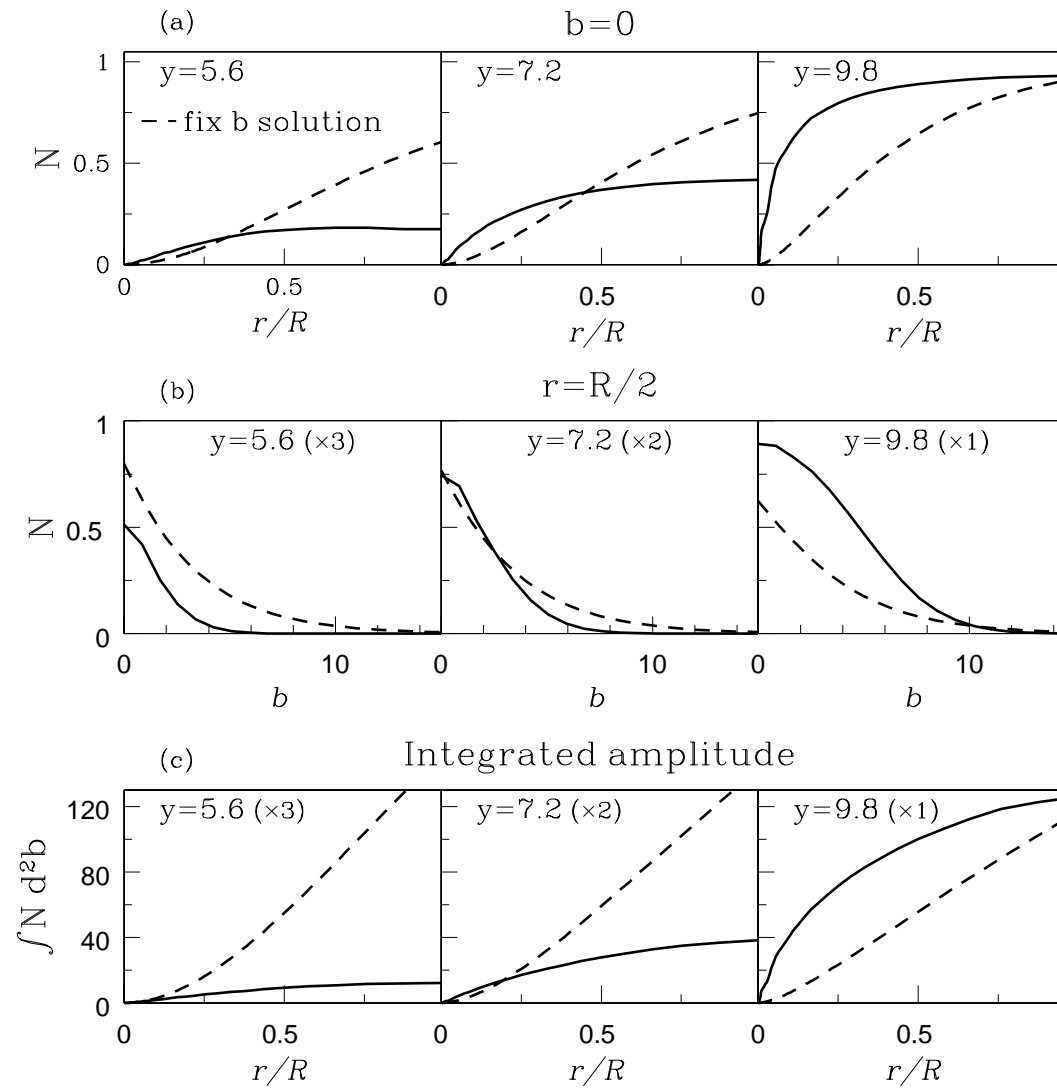 (a) b=0
y=5.6 y=7.2 y=9.8
– – fix b solution
N
1
0.5
0
0 0.5 0 0.5 0 0.5
r/R r/R r/R
(b) r=R/2
y=5.6 (×3) y=7.2 (×2) y=9.8 (×1)
N
1
0.5
0
0 10 0 10 0 10
b b b
(c) Integrated amplitude
y=5.6 (×3) y=7.2 (×2) y=9.8 (×1)
∫N d²b
120
80
40
0
0 0.5 0 0.5 0 0.5
r/R r/R r/R